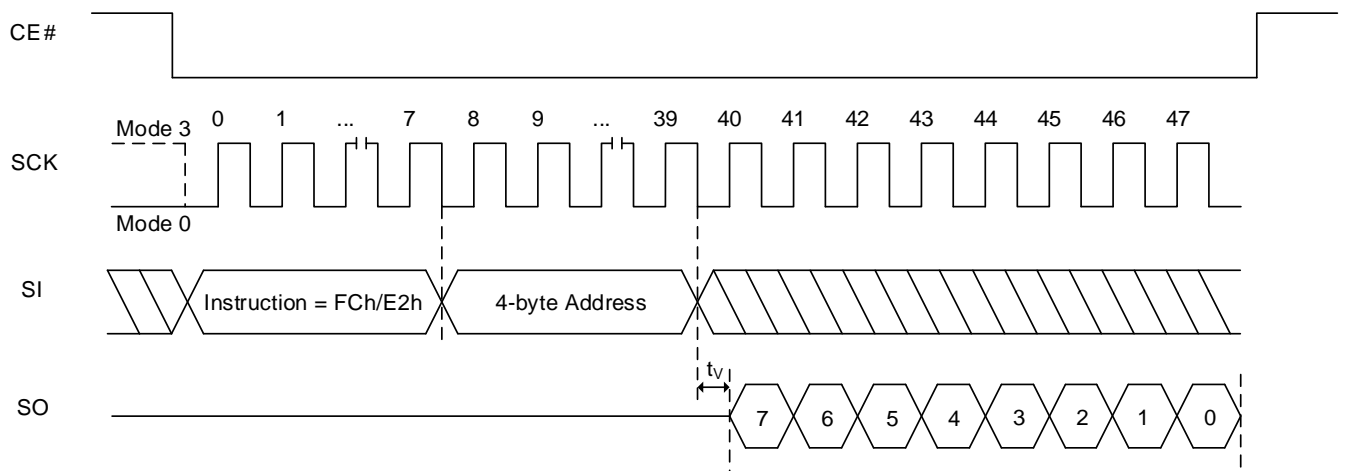 CE#
Mode 3 0 1 ... 7 8 9 ... 39 40 41 42 43 44 45 46 47
SCK
Mode 0
SI Instruction = FCh/E2h 4-byte Address
tV
SO 7 6 5 4 3 2 1 0